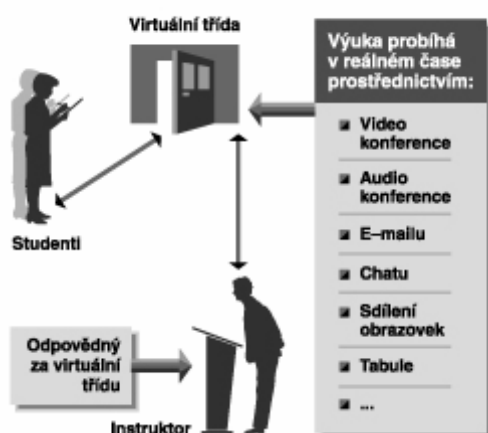 Virtuální třída
Studenti
Odpovědný
za virtuální
třídu
Instruktor
Výuka probíhá
v reálném čase
prostřednictvím:
Video
konference
Audio
konference
E–mailu
Chatu
Sdílení
obrazovek
Tabule
...